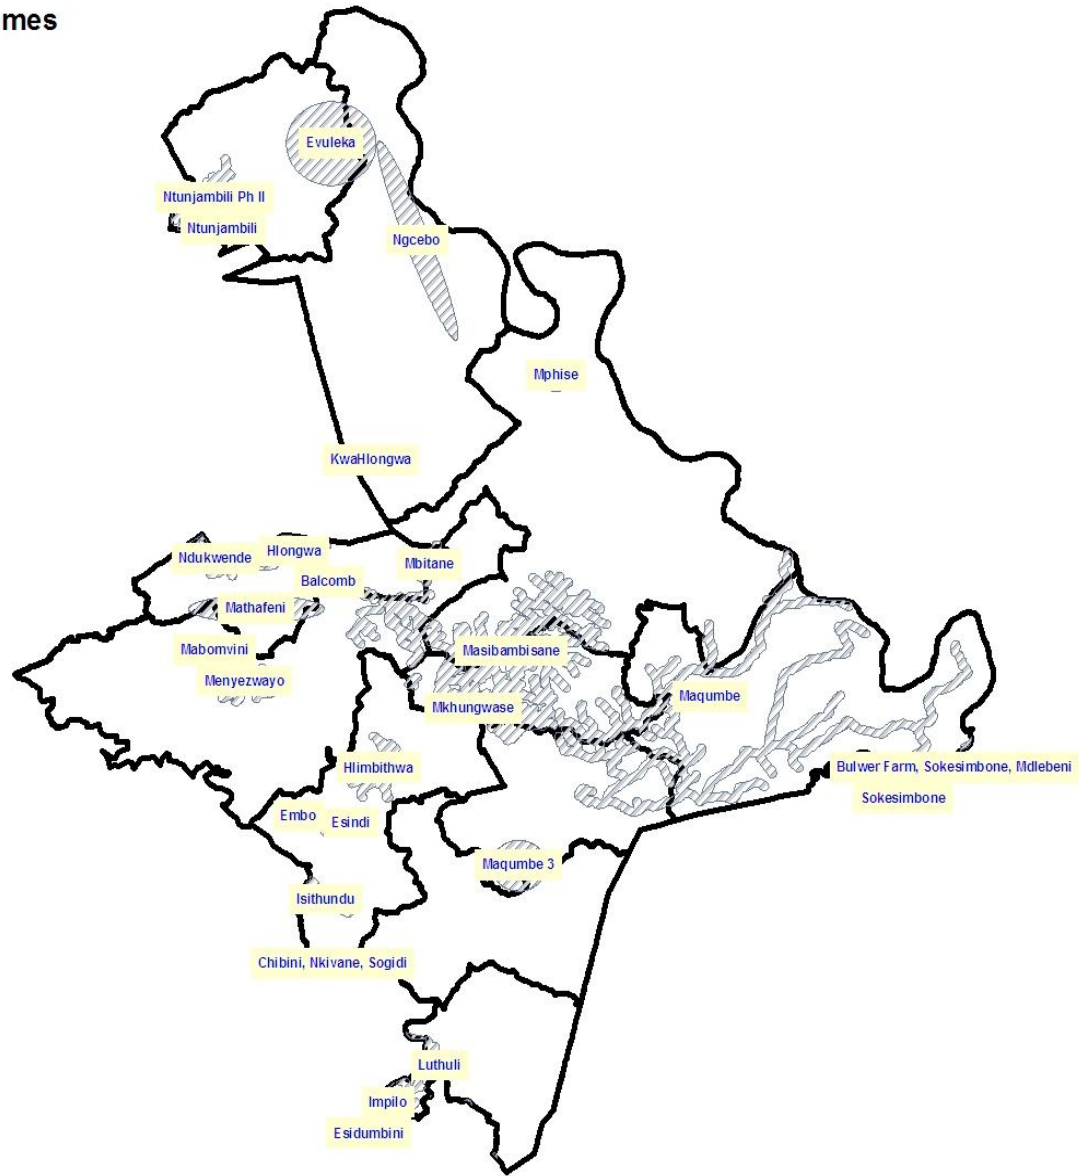 mes
Evuleka
Ntunjambili Ph II
Ntunjambili
Ngcebo
Mphise
KwaHlongwa
Ndukwende
Hlongwa
Mbitane
Balcomb
Mathafeni
Mabomvini
Masibambisane
Menyezwayo
Maqumbe
Mkhungwase
Hlimbithwa
Bulwer Farm, Sokesimbone, Mdlebeni
Sokesimbone
Embo
Esindi
Maqumbe 3
Isithundu
Chibini, Nkivane, Sogidi
Luthuli
Impilo
Esidumbini